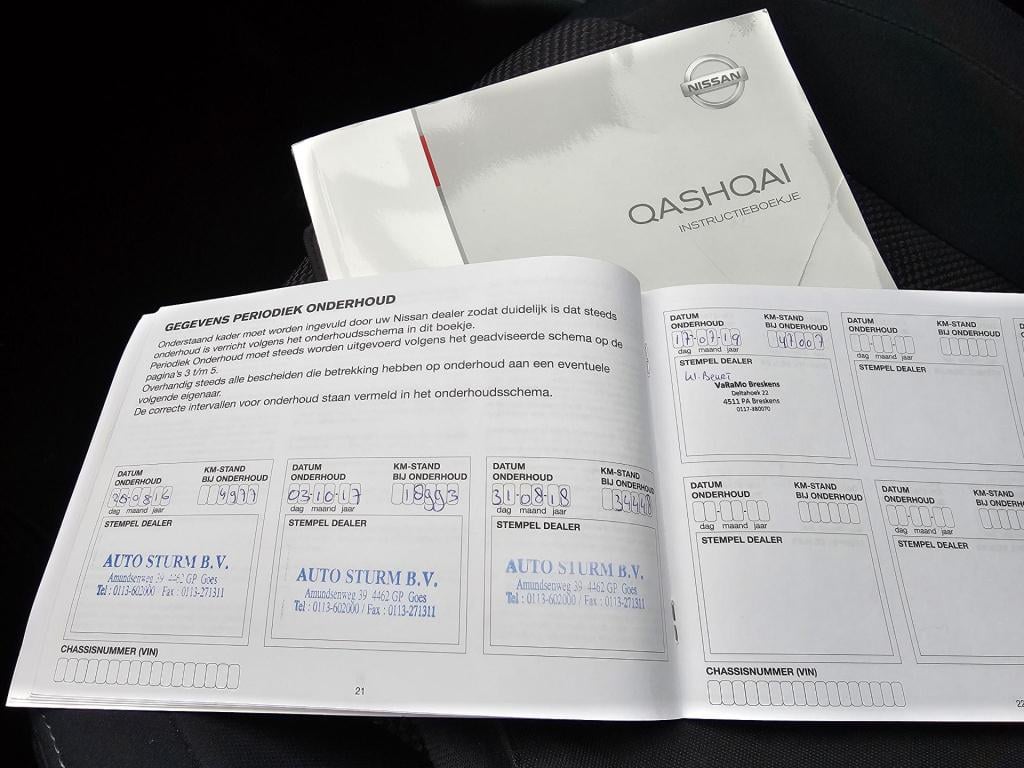 NISSAN
QASHQAI
INSTRUCTIEBOEKJE
GEGEVENS PERIODIEK ONDERHOUD
Onderstaand kader moet worden ingevuld door uw Nissan dealer zodat duidelijk is dat steeds
onderhoud is verricht volgens het onderhoudsschema in dit boekje.
Periodiek Onderhoud moet steeds worden uitgevoerd volgens het geadviseerde schema op de
pagina's 3 t/m 5.
Overhandig steeds alle bescheiden die betrekking hebben op onderhoud aan een eventuele
volgende eigenaar.
De correcte intervallen voor onderhoud staan vermeld in het onderhoudsschema.
DATUM
ONDERHOUD
KM-STAND
BIJ ONDERHOUD
0816
4977
dag maand jaar
STEMPEL DEALER
AUTO STURM B.V.
Amundsenweg 39 4462 GP Goes
Tel : 0113-602000 / Fax : 0113-271311
DATUM
ONDERHOUD
KM-STAND
BIJ ONDERHOUD
03-10-17
dag maand jaar
STEMPEL DEALER
AUTO STURM B.V.
Amundsenweg 39 4462 GP Goes
Tel : 0113-602000 / Fax : 0113-271311
DATUM
ONDERHOUD
KM-STAND
BIJ ONDERHOUD
31-08-18
34448
dag maand jaar
STEMPEL DEALER
AUTO STURM B.V.
Amundsenweg 39 4462 GP Goes
Tel : 0113-602000 / Fax : 0113-271311
CHASSISNUMMER (VIN)
21
DATUM
ONDERHOUD
KM-STAND
BIJ ONDERHOUD
17-07-19
47007
dag maand jaar
STEMPEL DEALER
W. Beurt
VaRaMo Breskens
Deltahoek 22
4511 PA Breskens
0117-380070
DATUM
ONDERHOUD
KM-STAND
BIJ ONDERHOUD
dag maand jaar
STEMPEL DEALER
DATUM
ONDERHOUD
KM-STAND
BIJ ONDERHOUD
dag maand jaar
STEMPEL DEALER
DATUM
ONDERHOUD
KM-STAND
BIJ ONDERH
dag maand jaar
STEMPEL DEALER
CHASSISNUMMER (VIN)
22